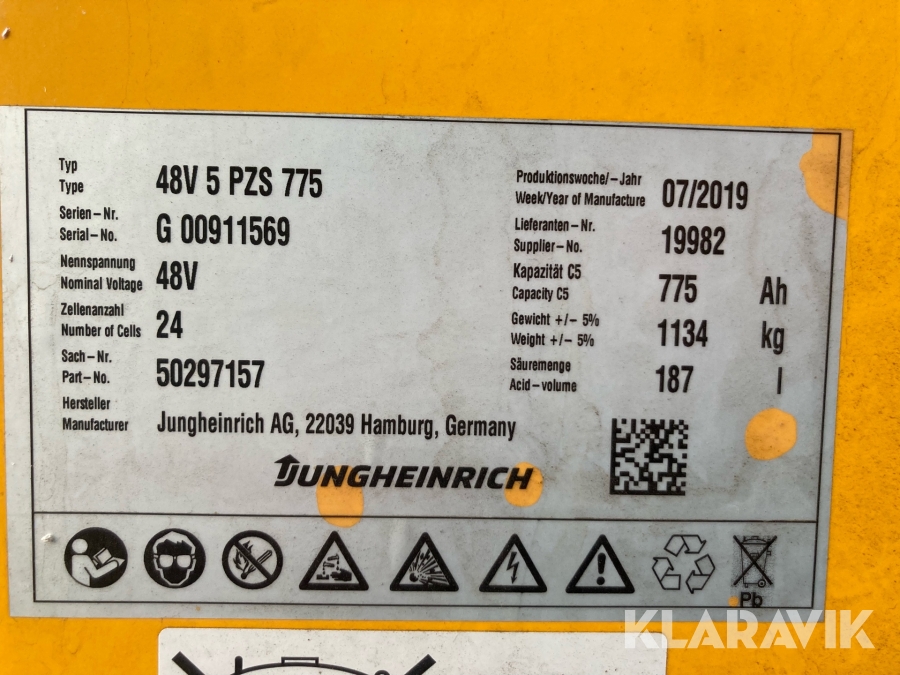 Typ
Type 48V 5 PZS 775
Serien–Nr.
Serial–No. G 00911569
Nennspannung
Nominal Voltage 48V
Zellenanzahl
Number of Cells 24
Sach–Nr.
Part–No. 50297157
Hersteller
Manufacturer Jungheinrich AG, 22039 Hamburg, Germany
Produktionswoche/–Jahr
Week/Year of Manufacture 07/2019
Lieferanten–Nr.
Supplier–No. 19982
Kapazität C5
Capacity C5 775 Ah
Gewicht +/– 5%
Weight +/– 5% 1134 kg
Säuremenge
Acid–volume 187 l
JUNGHEINRICH
Pb
KLARAVIK